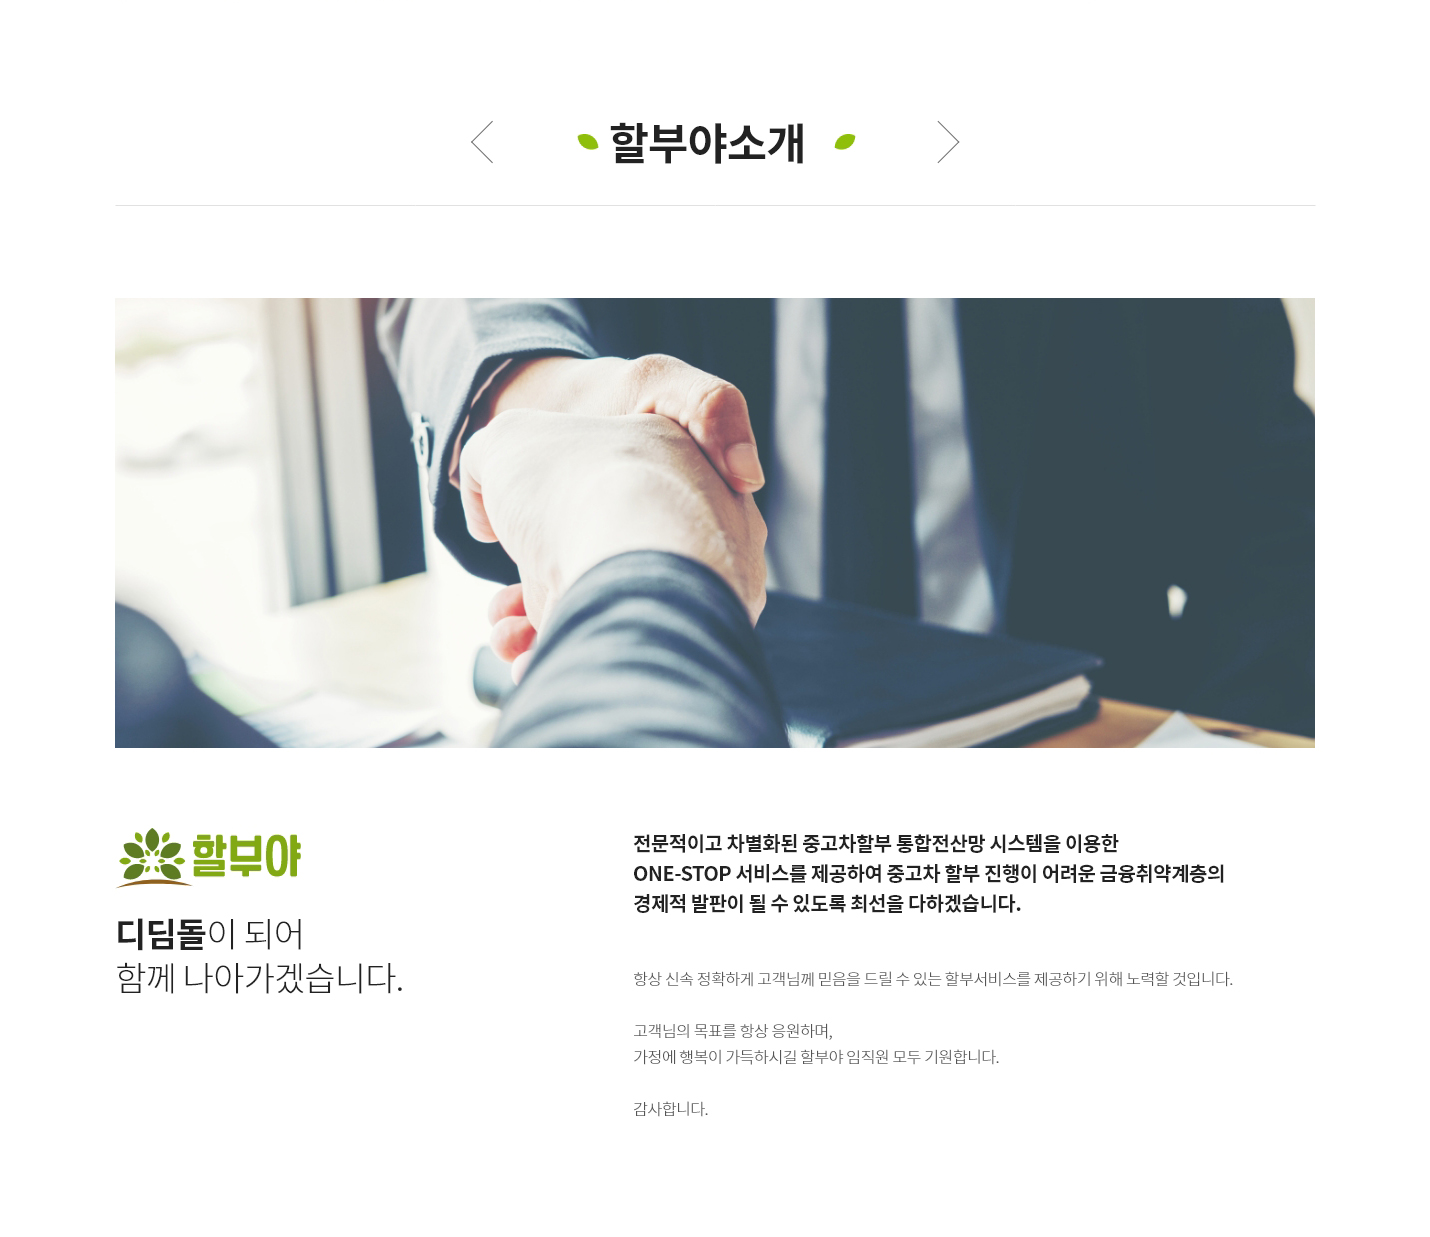 할부야소개
할부야
디딤돌이 되어
함께 나아가겠습니다.
전문적이고 차별화된 중고차할부 통합전산망 시스템을 이용한
ONE-STOP 서비스를 제공하여 중고차 할부 진행이 어려운 금융취약계층의
경제적 발판이 될 수 있도록 최선을 다하겠습니다.
항상 신속 정확하게 고객님께 믿음을 드릴 수 있는 할부서비스를 제공하기 위해 노력할 것입니다.
고객님의 목표를 항상 응원하며,
가정에 행복이 가득하시길 할부야 임직원 모두 기원합니다.
감사합니다.